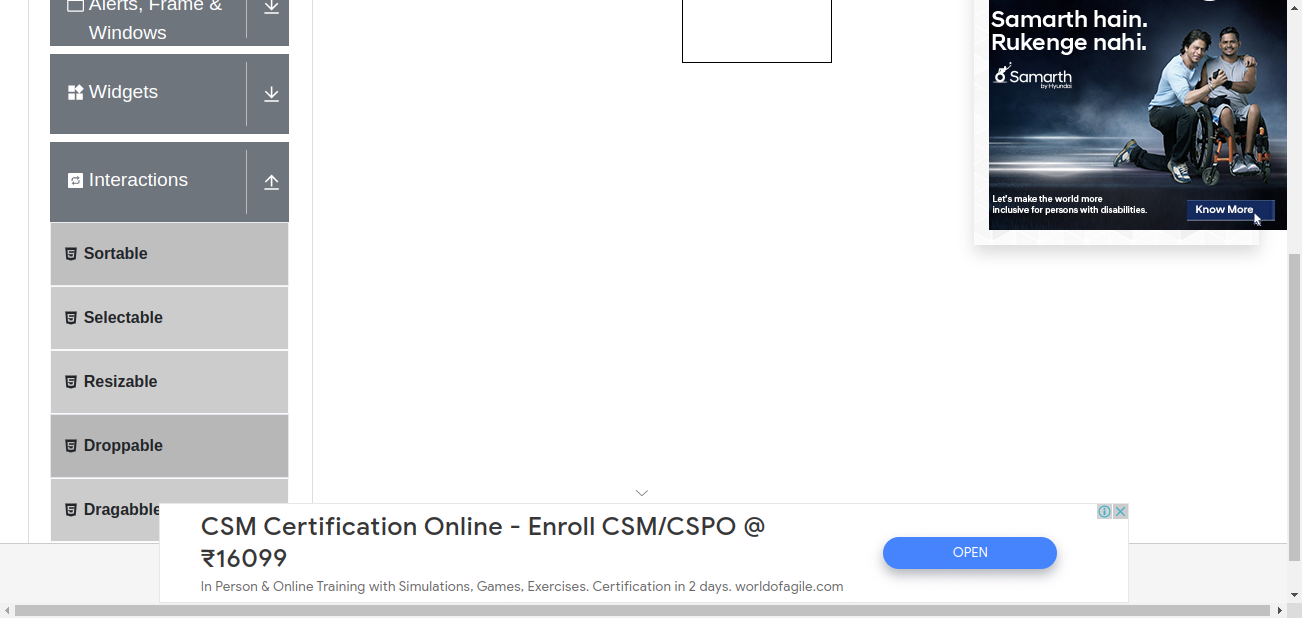 Alerts, Frame &
Windows
Widgets
Interactions
Sortable
Selectable
Resizable
Droppable
Dragabble
Samarth hain.
Rukenge nahi.
Samarth
by Hyundai
Let's make the world more
inclusive for persons with disabilities.
Know More
CSM Certification Online - Enroll CSM/CSPO @
₹16099
In Person & Online Training with Simulations, Games, Exercises. Certification in 2 days. worldofagile.com
OPEN